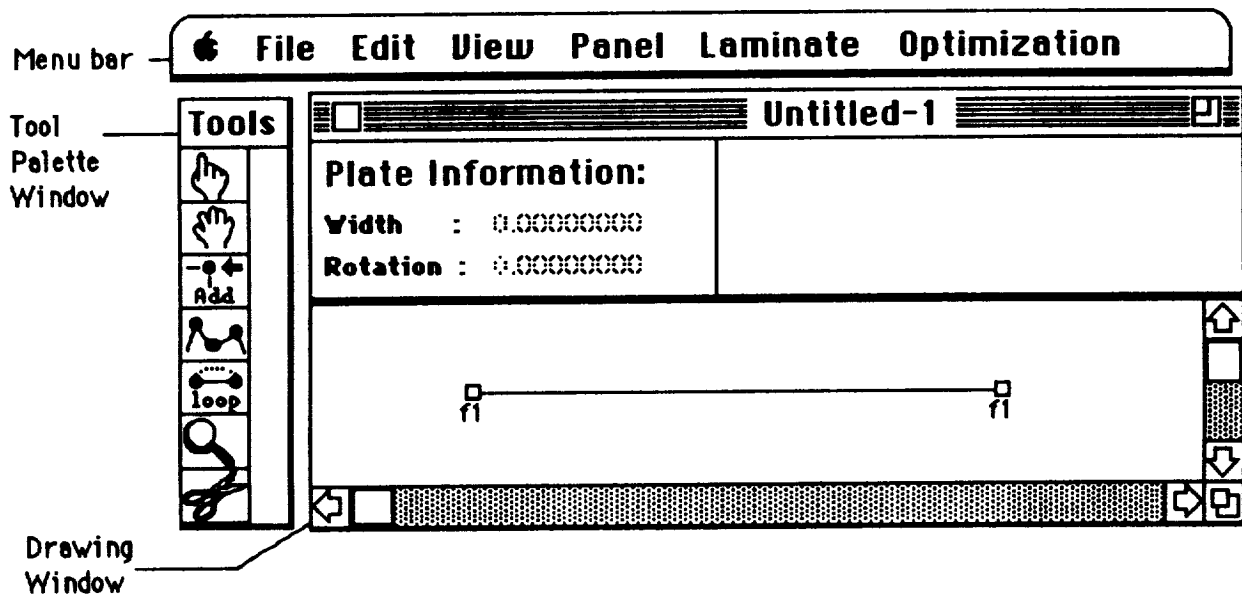 Menu bar
File Edit View Panel Laminate Optimization
Tool
Palette
Window
Tools
Add
loop
Untitled-1
Plate Information:
Width : 0.00000000
Rotation : 0.00000000
f1 f1
Drawing
Window